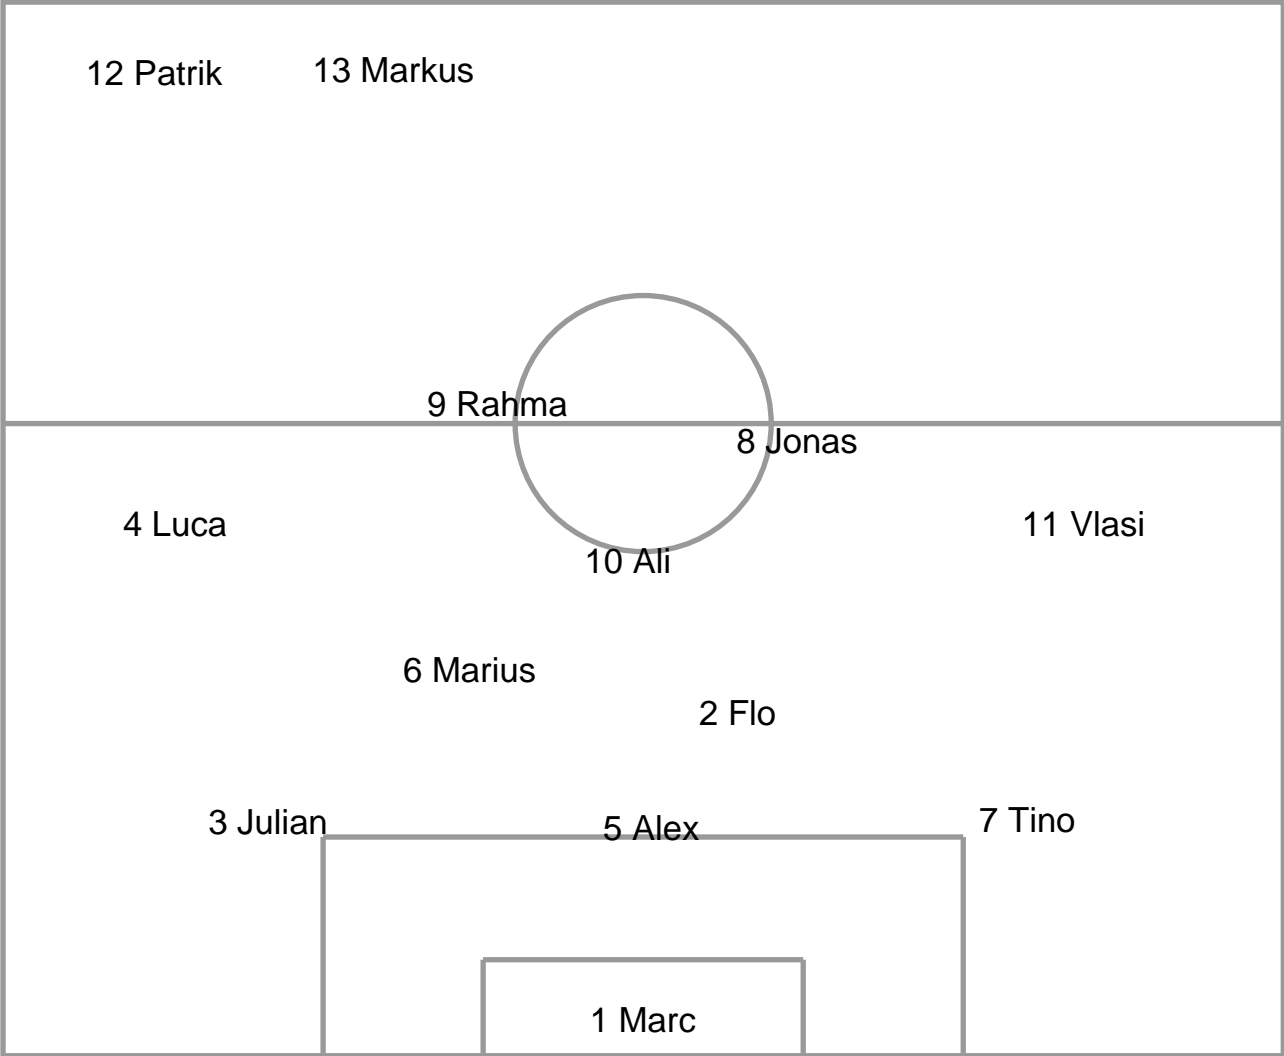 12 Patrik
13 Markus
9 Rahma
8 Jonas
4 Luca
11 Vlasi
10 Ali
6 Marius
2 Flo
3 Julian
5 Alex
7 Tino
1 Marc